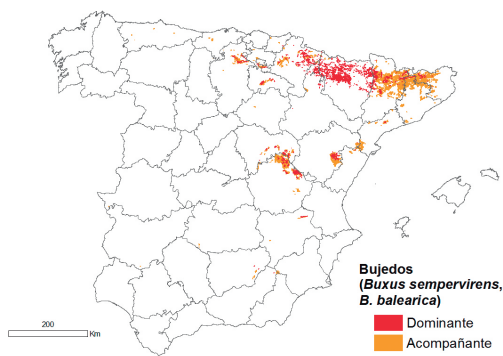 Bujedos
(Buxus sempervirens,
B. balearica)
Dominante
Acompañante
200
Km